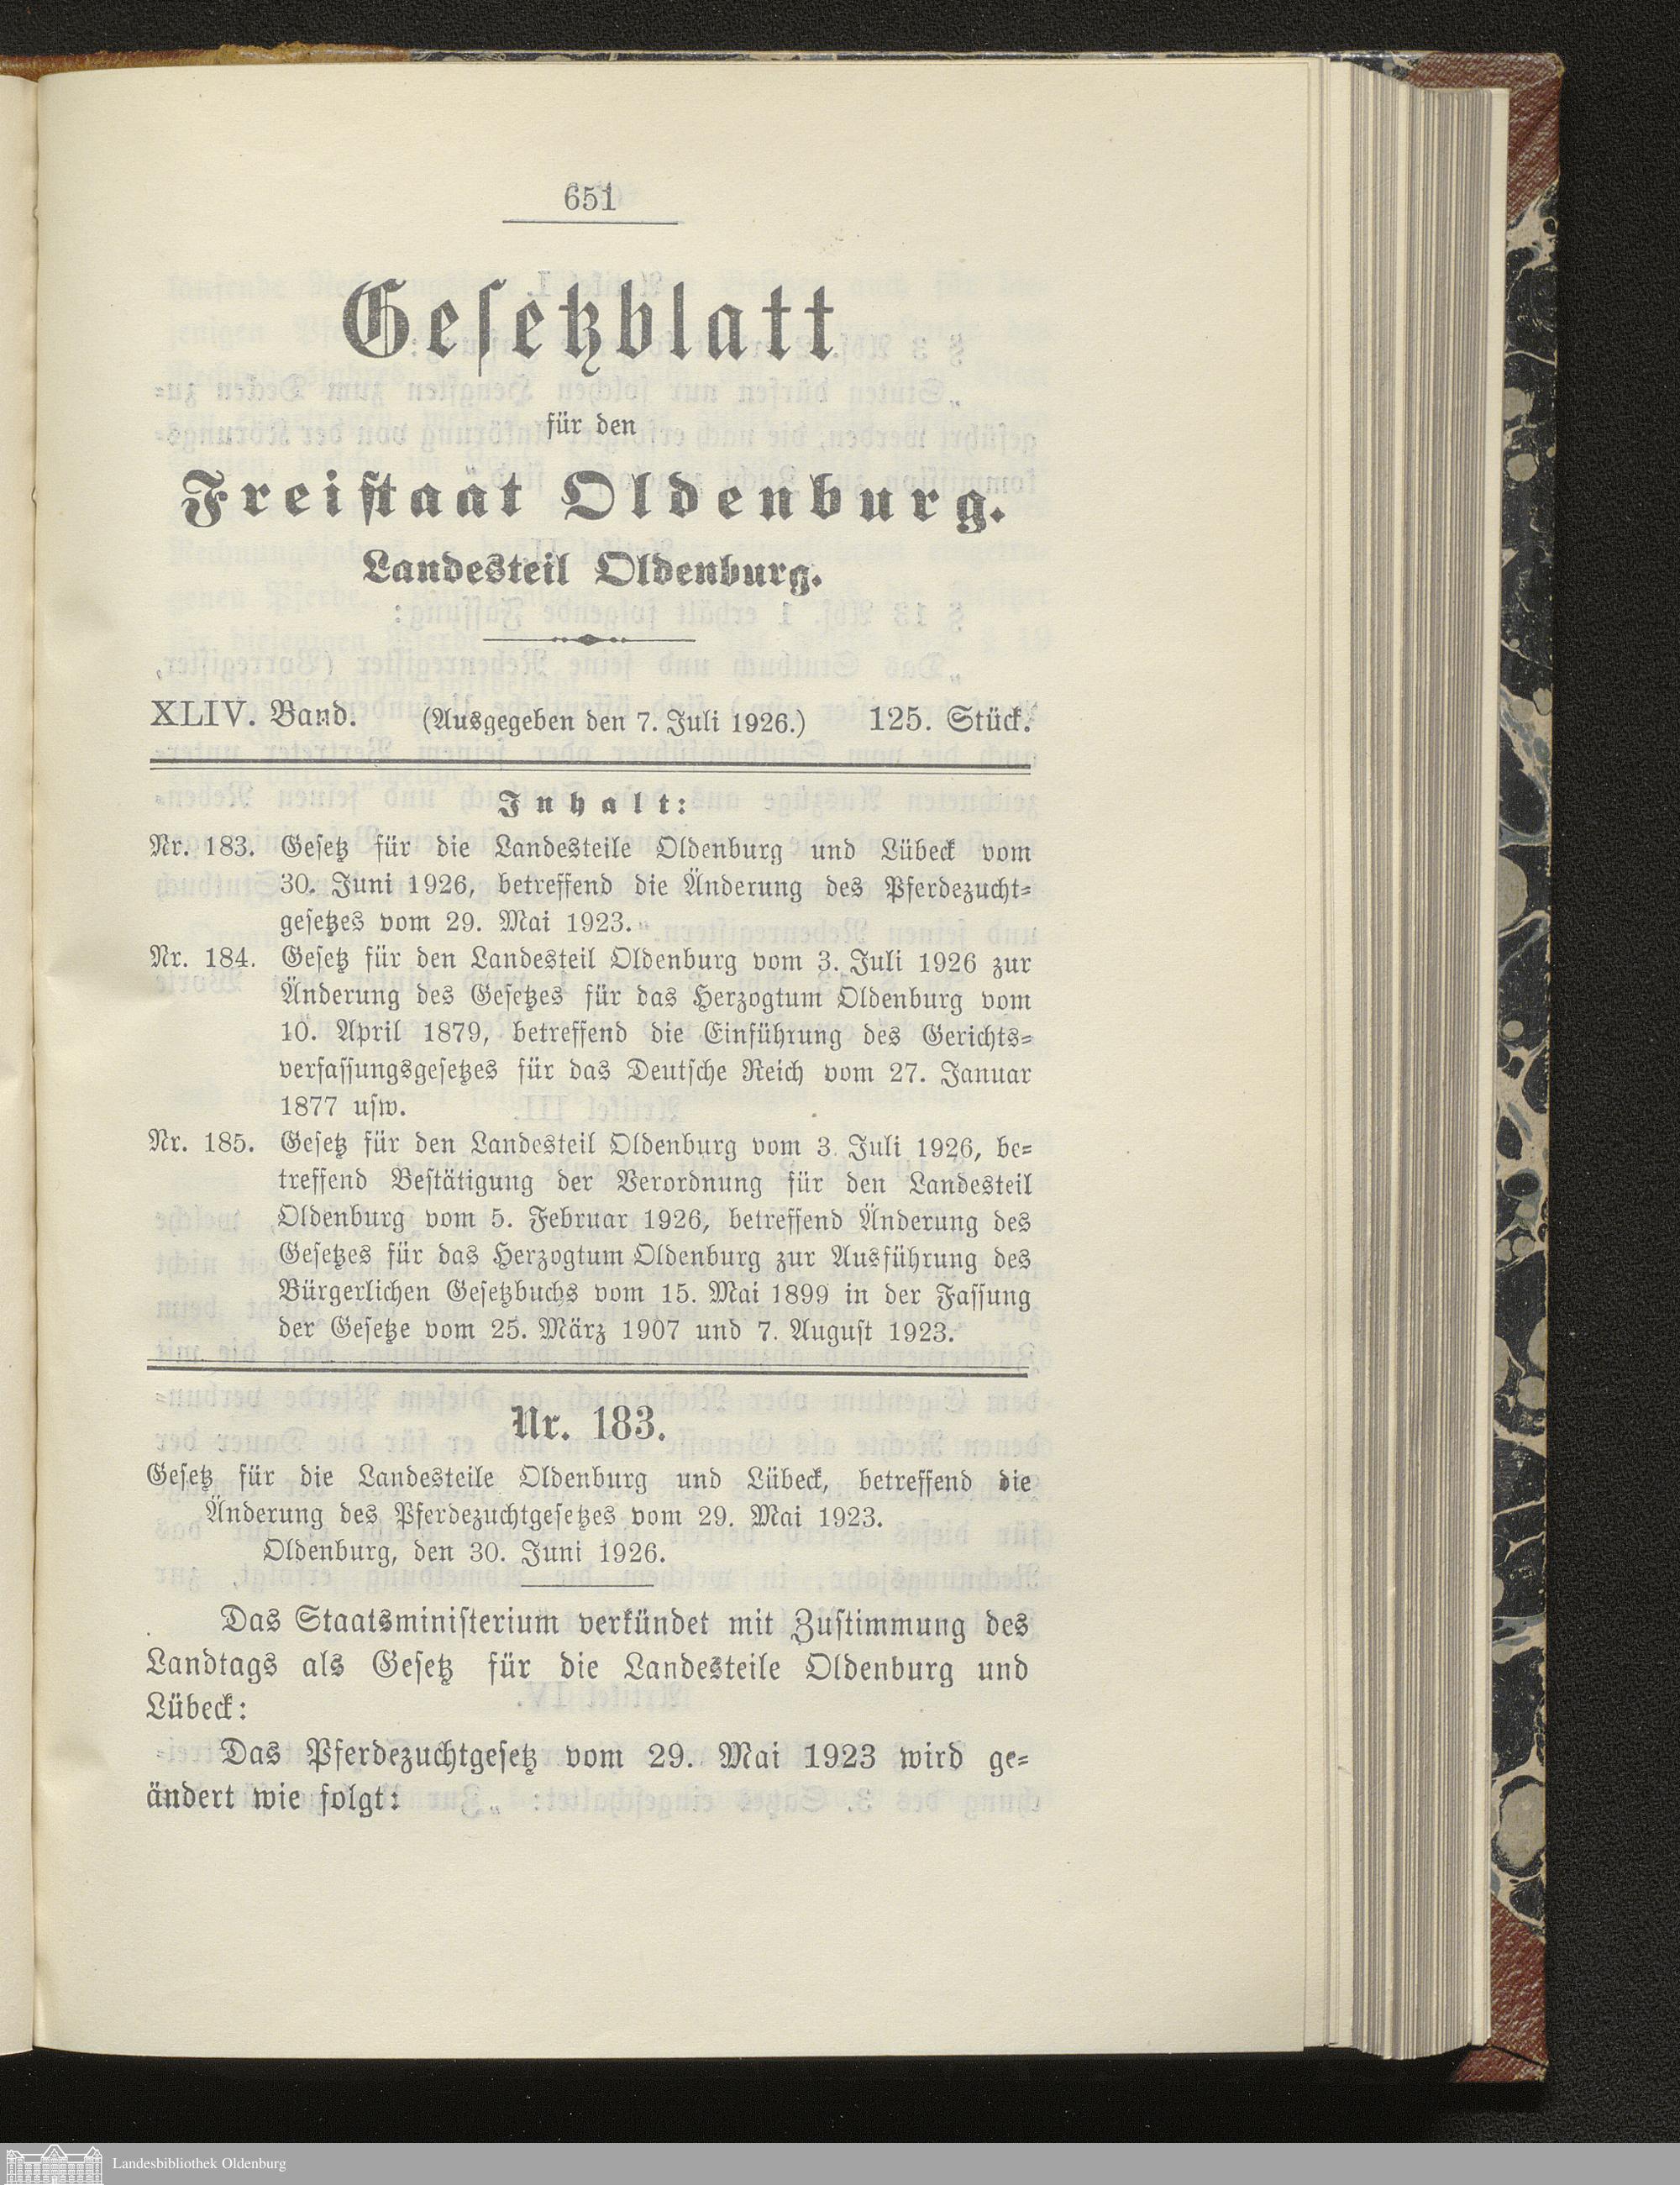 651
Gesetzblatt
für den
Freistaat Oldenburg.
Landesteil Oldenburg.
XLIV. Band. (Ausgegeben den 7. Juli 1926.) 125. Stück.
Inhalt:
Nr. 183. Gesetz für die Landesteile Oldenburg und Lübeck vom
30. Juni 1926, betreffend die Änderung des Pferdezucht-
gesetzes vom 29. Mai 1923.
Nr. 184. Gesetz für den Landesteil Oldenburg vom 3. Juli 1926 zur
Änderung des Gesetzes für das Herzogtum Oldenburg vom
10. April 1879, betreffend die Einführung des Gerichts-
verfassungsgesetzes für das Deutsche Reich vom 27. Januar
1877 usw.
Nr. 185. Gesetz für den Landesteil Oldenburg vom 3. Juli 1926, be-
treffend Bestätigung der Verordnung für den Landesteil
Oldenburg vom 5. Februar 1926, betreffend Änderung des
Gesetzes für das Herzogtum Oldenburg zur Ausführung des
Bürgerlichen Gesetzbuchs vom 15. Mai 1899 in der Fassung
der Gesetze vom 25. März 1907 und 7. August 1923.
Nr. 183.
Gesetz für die Landesteile Oldenburg und Lübeck, betreffend die
Änderung des Pferdezuchtgesetzes vom 29. Mai 1923.
Oldenburg, den 30. Juni 1926.
Das Staatsministerium verkündet mit Zustimmung des
Landtags als Gesetz für die Landesteile Oldenburg und
Lübeck:
Das Pferdezuchtgesetz vom 29. Mai 1923 wird ge-
ändert wie folgt:
Landesbibliothek Oldenburg